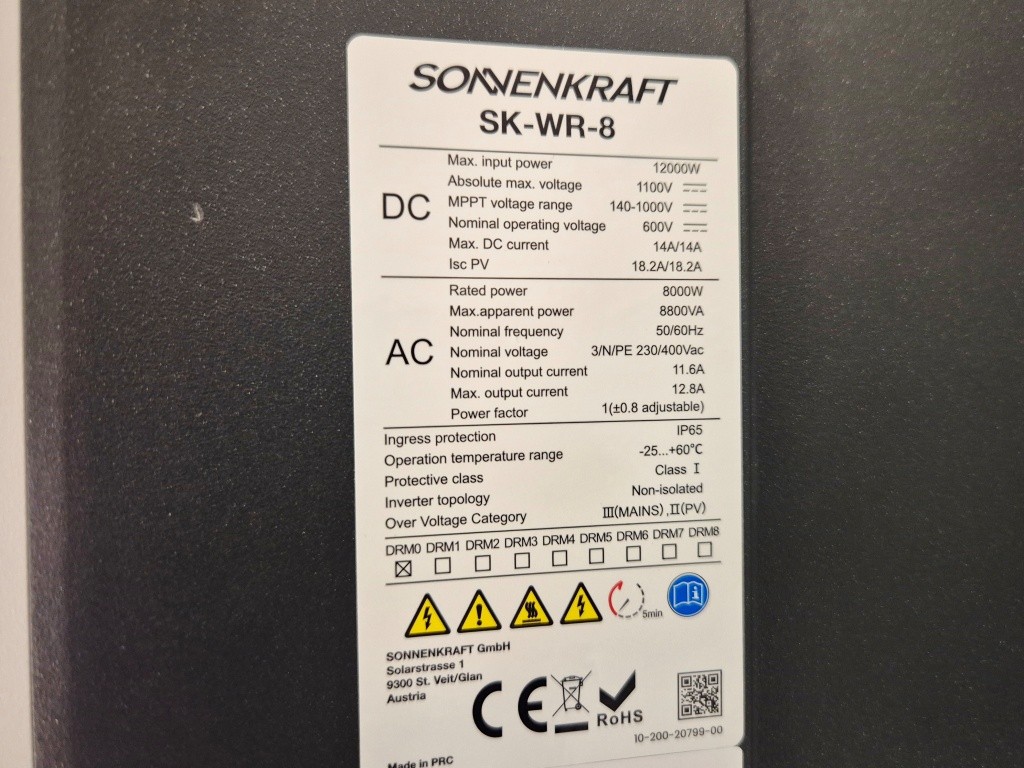 SONNENKRAFT
SK-WR-8
DC
Max. input power 12000W
Absolute max. voltage 1100V
MPPT voltage range 140-1000V
Nominal operating voltage 600V
Max. DC current 14A/14A
Isc PV 18.2A/18.2A
AC
Rated power 8000W
Max.apparent power 8800VA
Nominal frequency 50/60Hz
Nominal voltage 3/N/PE 230/400Vac
Nominal output current 11.6A
Max. output current 12.8A
Power factor 1(±0.8 adjustable)
Ingress protection IP65
Operation temperature range -25...+60℃
Protective class Class Ⅰ
Inverter topology Non-isolated
Over Voltage Category Ⅲ(MAINS),Ⅱ(PV)
DRM0 DRM1 DRM2 DRM3 DRM4 DRM5 DRM6 DRM7 DRM8
5min
SONNENKRAFT GmbH
Solarstrasse 1
9300 St. Veit/Glan
Austria
CE
RoHS
10-200-20799-00
Made in PRC